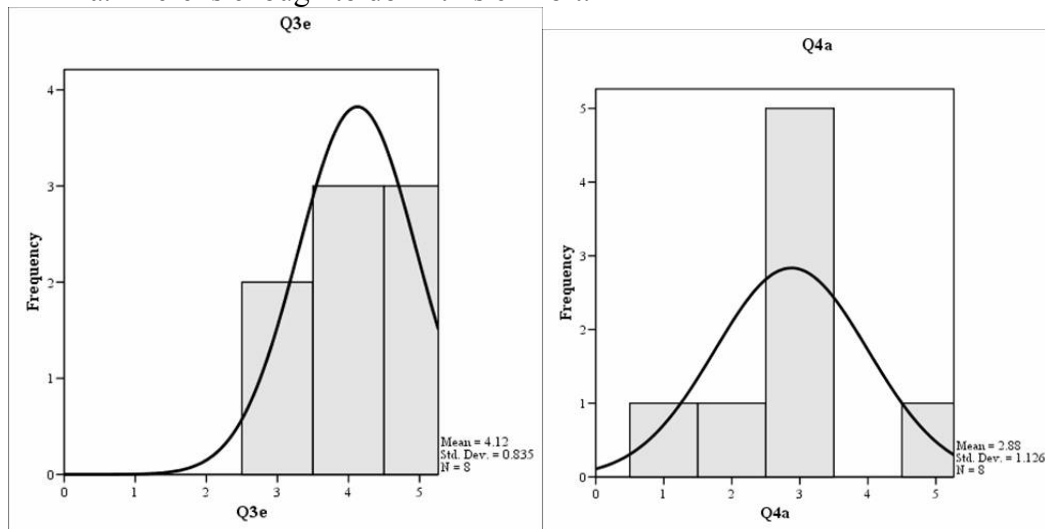 Q3e
4
3
2
1
0
Frequency
0 1 2 3 4 5
Q3e
Mean = 4.12
Std. Dev. = 0.835
N = 8
Q4a
5
4
3
2
1
0
Frequency
0 1 2 3 4 5
Q4a
Mean = 2.88
Std. Dev. = 1.126
N = 8